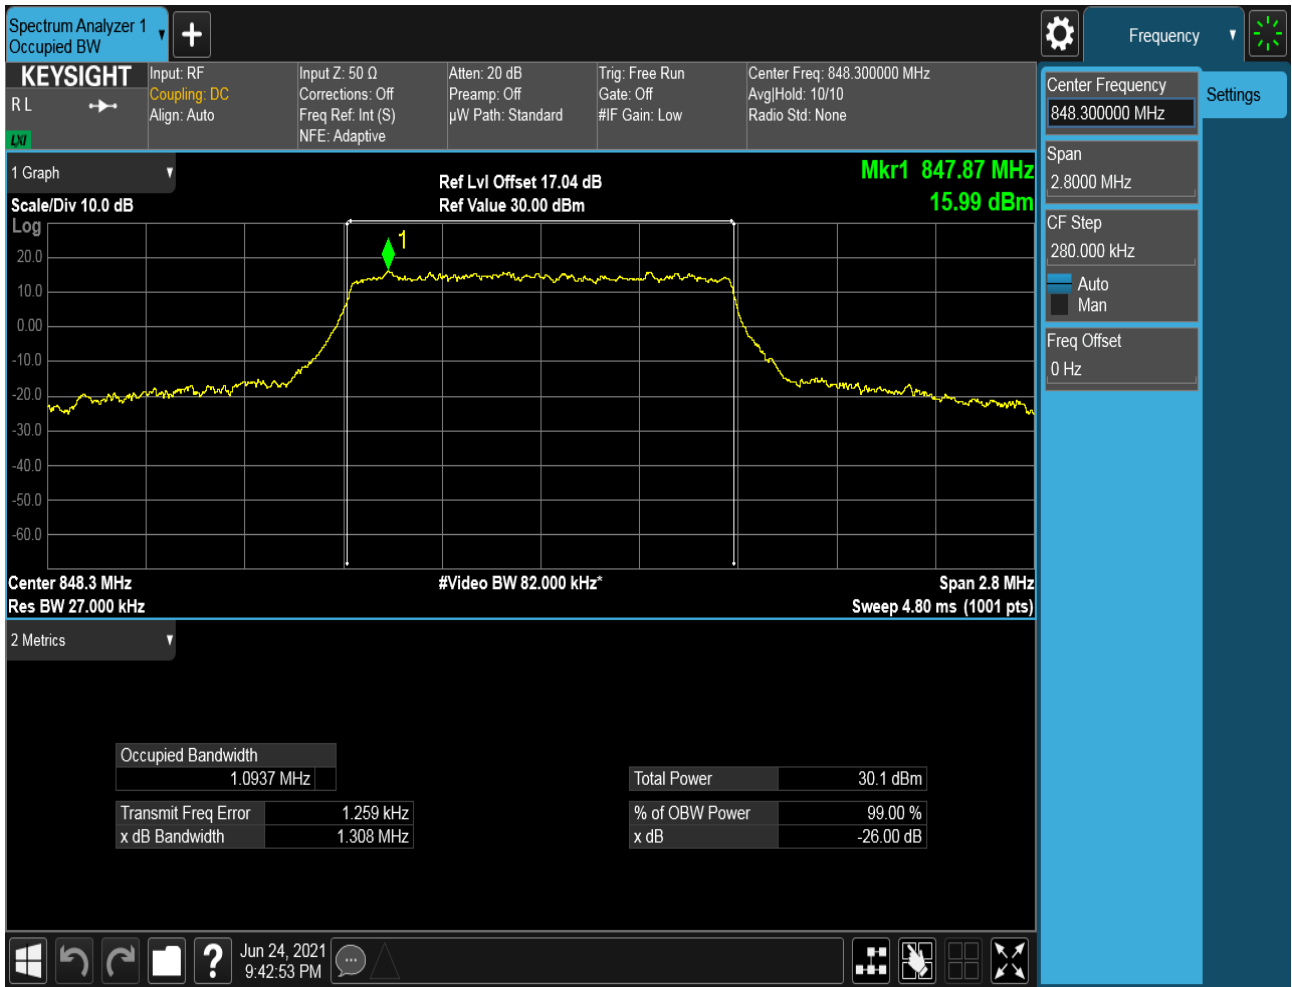 Spectrum Analyzer 1
Occupied BW
Frequency
KEYSIGHT
R L
LXI
Input: RF
Coupling: DC
Align: Auto
Input Z: 50 Ω
Corrections: Off
Freq Ref: Int (S)
NFE: Adaptive
Atten: 20 dB
Preamp: Off
µW Path: Standard
Trig: Free Run
Gate: Off
#IF Gain: Low
Center Freq: 848.300000 MHz
Avg|Hold: 10/10
Radio Std: None
Center Frequency
848.300000 MHz
Settings
Span
2.8000 MHz
CF Step
280.000 kHz
Auto
Man
Freq Offset
0 Hz
1 Graph
Scale/Div 10.0 dB
Ref Lvl Offset 17.04 dB
Ref Value 30.00 dBm
Mkr1 847.87 MHz
15.99 dBm
Log
1
20.0
10.0
0.00
-10.0
-20.0
-30.0
-40.0
-50.0
-60.0
Center 848.3 MHz
#Video BW 82.000 kHz*
Span 2.8 MHz
Res BW 27.000 kHz
Sweep 4.80 ms (1001 pts)
2 Metrics
Occupied Bandwidth
1.0937 MHz
Total Power 30.1 dBm
Transmit Freq Error 1.259 kHz
% of OBW Power 99.00 %
x dB Bandwidth 1.308 MHz
x dB -26.00 dB
?
Jun 24, 2021
9:42:53 PM